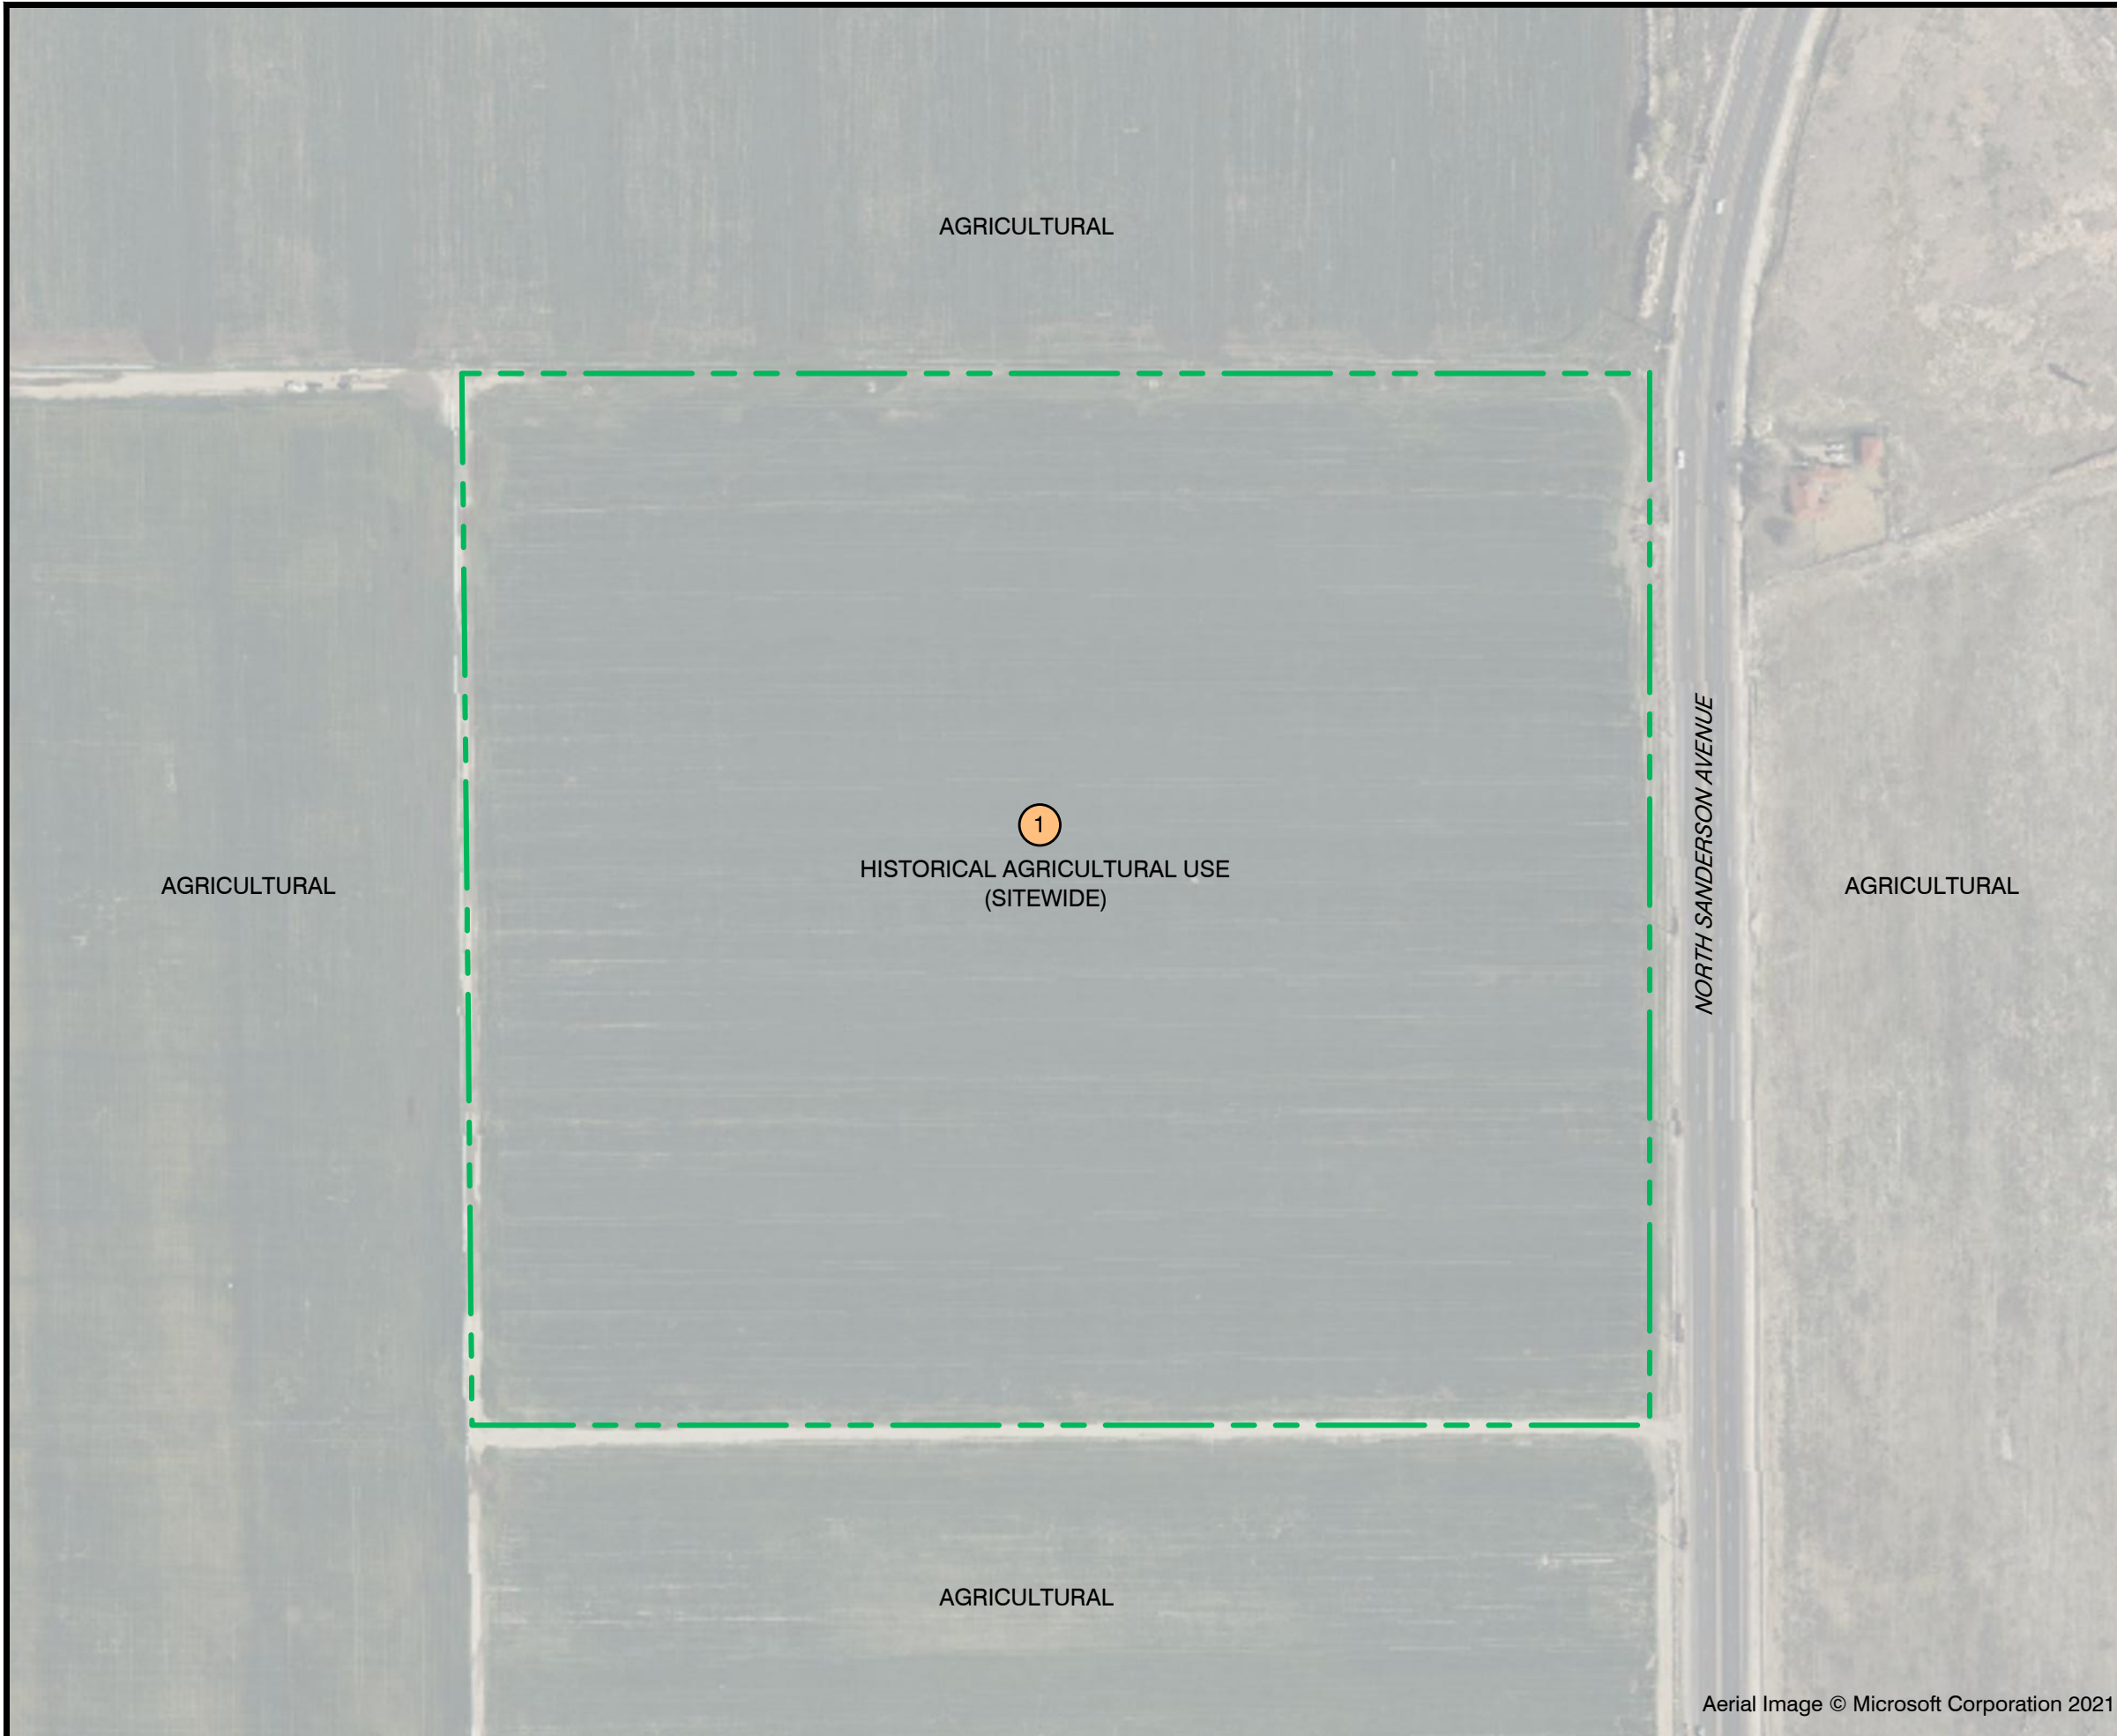 AGRICULTURAL
1
HISTORICAL AGRICULTURAL USE
(SITEWIDE)
AGRICULTURAL
NORTH SANDERSON AVENUE
AGRICULTURAL
AGRICULTURAL
Aerial Image © Microsoft Corporation 2021